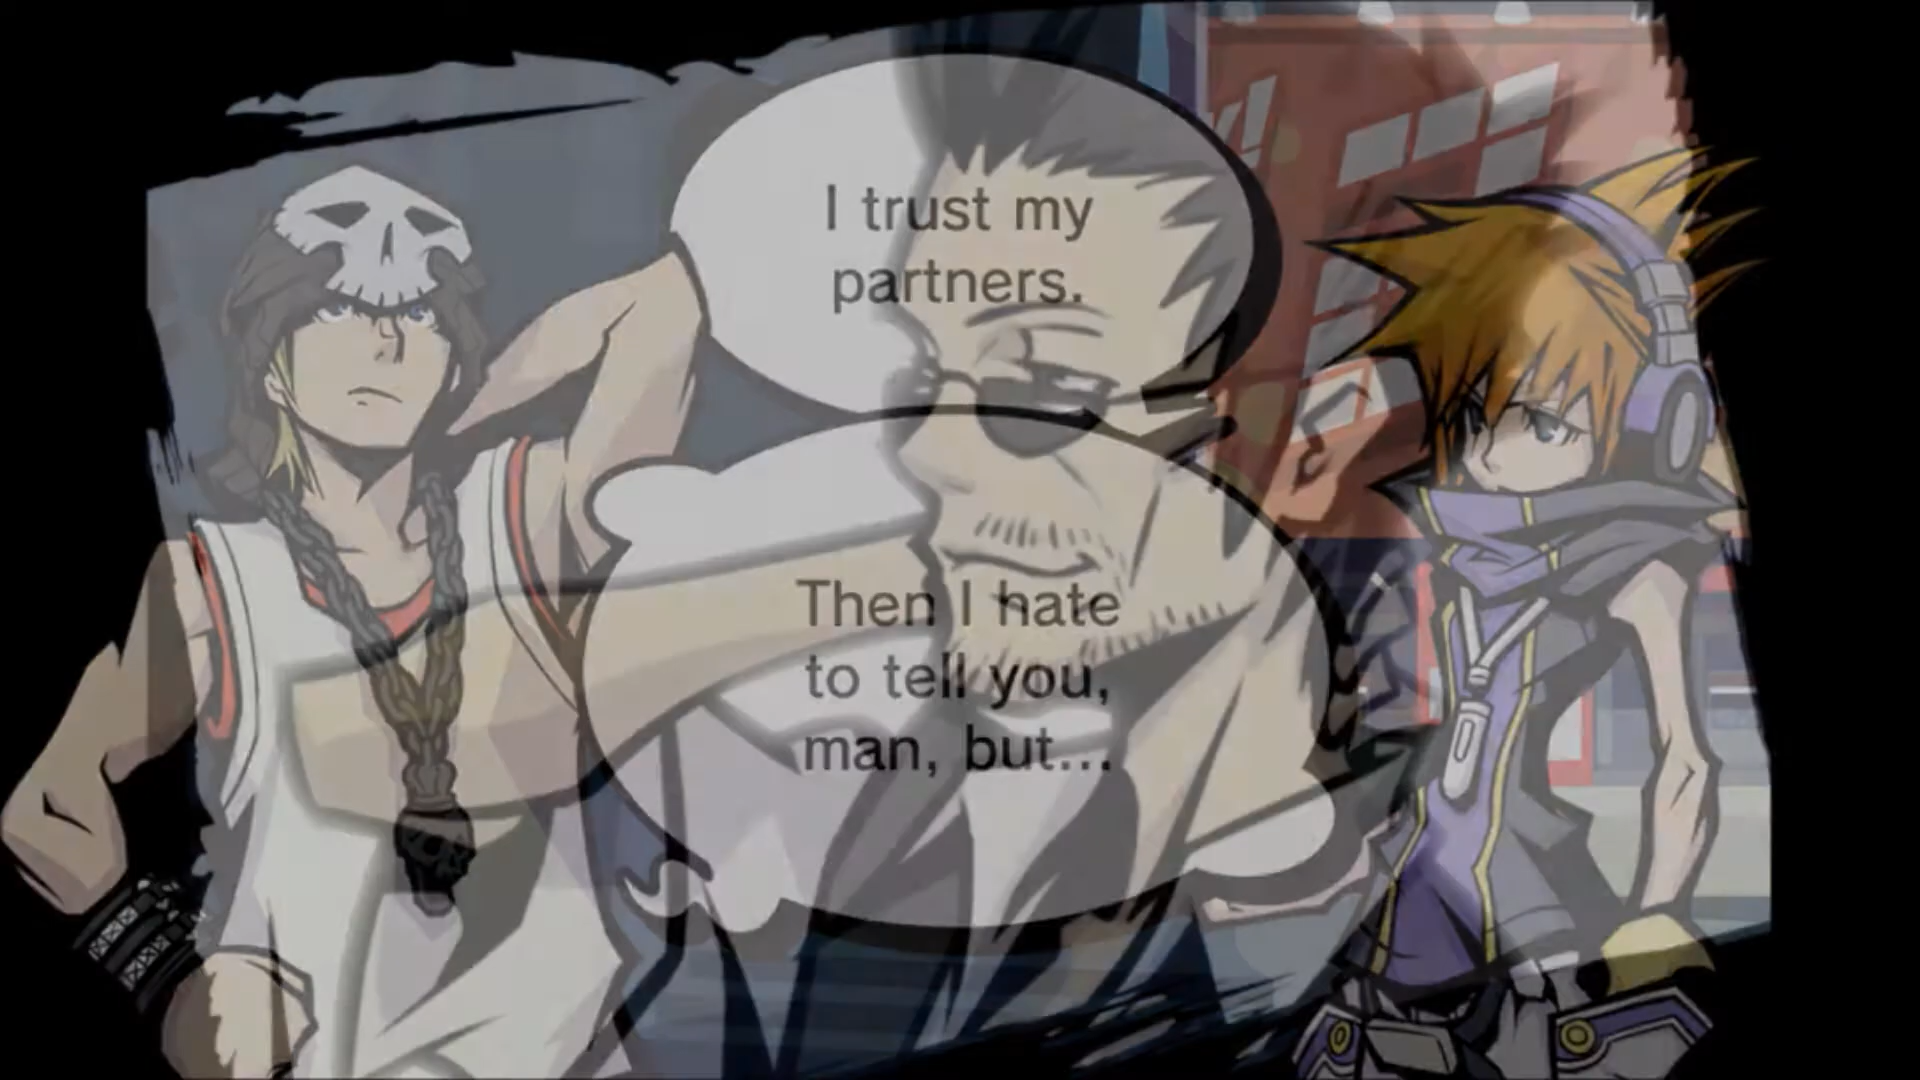 I trust my
partners.
Then I hate
to tell you,
man, but...